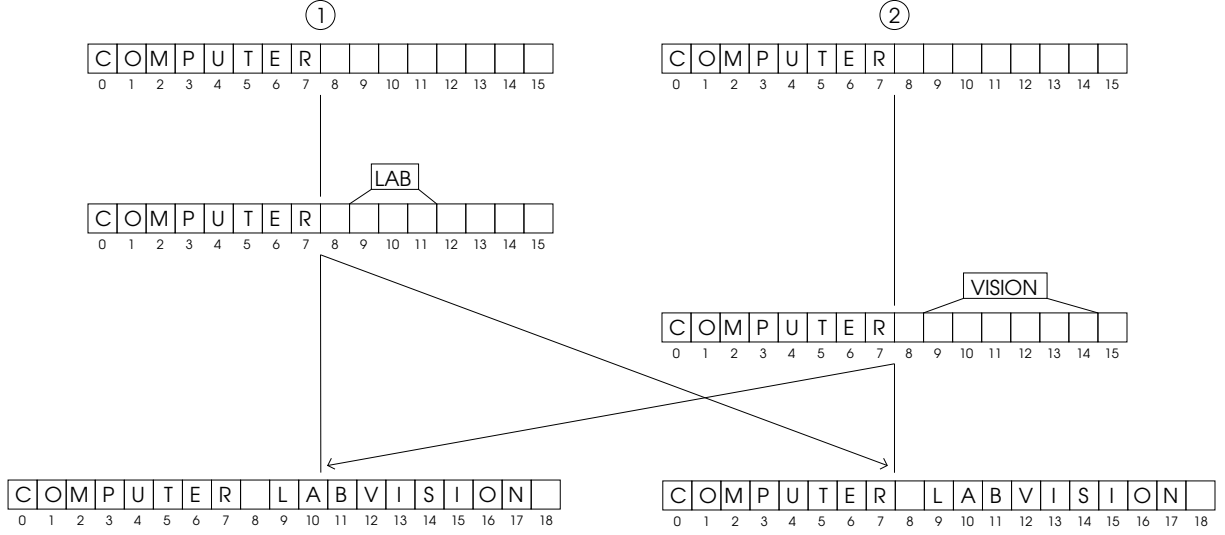 1 2
COMPUTER COMPUTER
0 1 2 3 4 5 6 7 8 9 10 11 12 13 14 15 0 1 2 3 4 5 6 7 8 9 10 11 12 13 14 15
LAB
COMPUTER
0 1 2 3 4 5 6 7 8 9 10 11 12 13 14 15
VISION
COMPUTER
0 1 2 3 4 5 6 7 8 9 10 11 12 13 14 15
COMPUTER LABVISION COMPUTER LABVISION
0 1 2 3 4 5 6 7 8 9 10 11 12 13 14 15 16 17 18 0 1 2 3 4 5 6 7 8 9 10 11 12 13 14 15 16 17 18